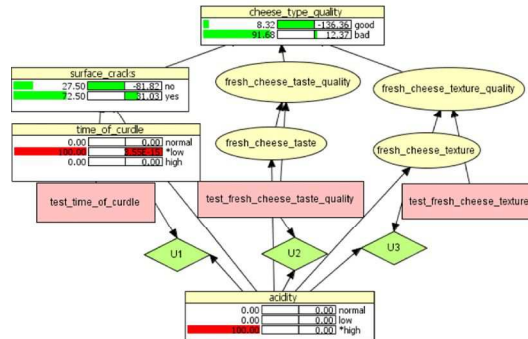 cheese_type_quality
8.32 -136.36 good
91.68 12.37 bad
surface_cracks
27.50 -81.82 no
72.50 31.03 yes
fresh_cheese_taste_quality
fresh_cheese_texture_quality
time_of_curdle
0.00 0.00 normal
100.00 *low
0.00 0.00 high
fresh_cheese_taste
fresh_cheese_texture
test_time_of_curdle
test_fresh_cheese_taste_quality
test_fresh_cheese_texture
U1
U2
U3
acidity
0.00 0.00 normal
0.00 0.00 low
100.00 0.00 *high